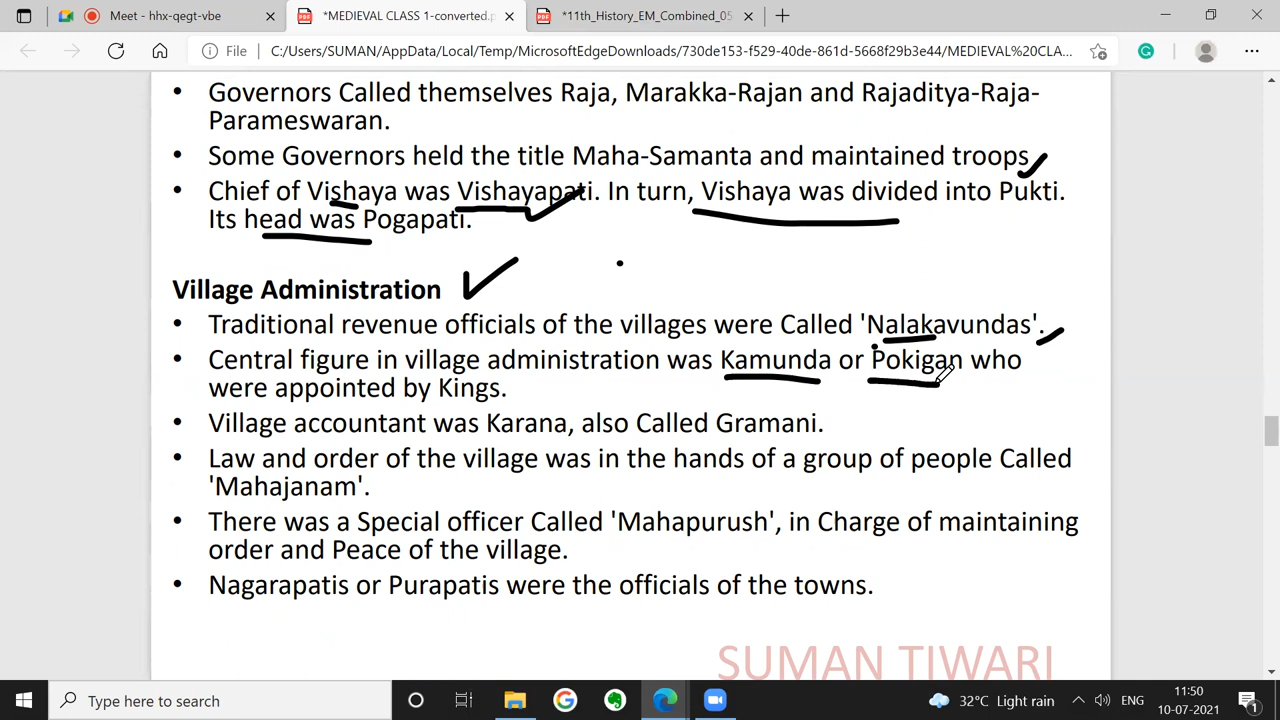 Meet - hhx-qegt-vbe
*MEDIEVAL CLASS 1-converted.p
*11th_History_EM_Combined_05
File C:/Users/SUMAN/AppData/Local/Temp/MicrosoftEdgeDownloads/730de153-f529-40de-861d-5668f29b3e44/MEDIEVAL%20CLA...
• Governors Called themselves Raja, Marakka-Rajan and Rajaditya-Raja-
Parameswaran.
• Some Governors held the title Maha-Samanta and maintained troops
• Chief of Vishaya was Vishayapati. In turn, Vishaya was divided into Pukti.
Its head was Pogapati.
Village Administration
• Traditional revenue officials of the villages were Called 'Nalakavundas'.
• Central figure in village administration was Kamunda or Pokigan who
were appointed by Kings.
• Village accountant was Karana, also Called Gramani.
• Law and order of the village was in the hands of a group of people Called
'Mahajanam'.
• There was a Special officer Called 'Mahapurush', in Charge of maintaining
order and Peace of the village.
• Nagarapatis or Purapatis were the officials of the towns.
SUMAN TIWARI
Type here to search
32°C Light rain
ENG
11:50
10-07-2021
1